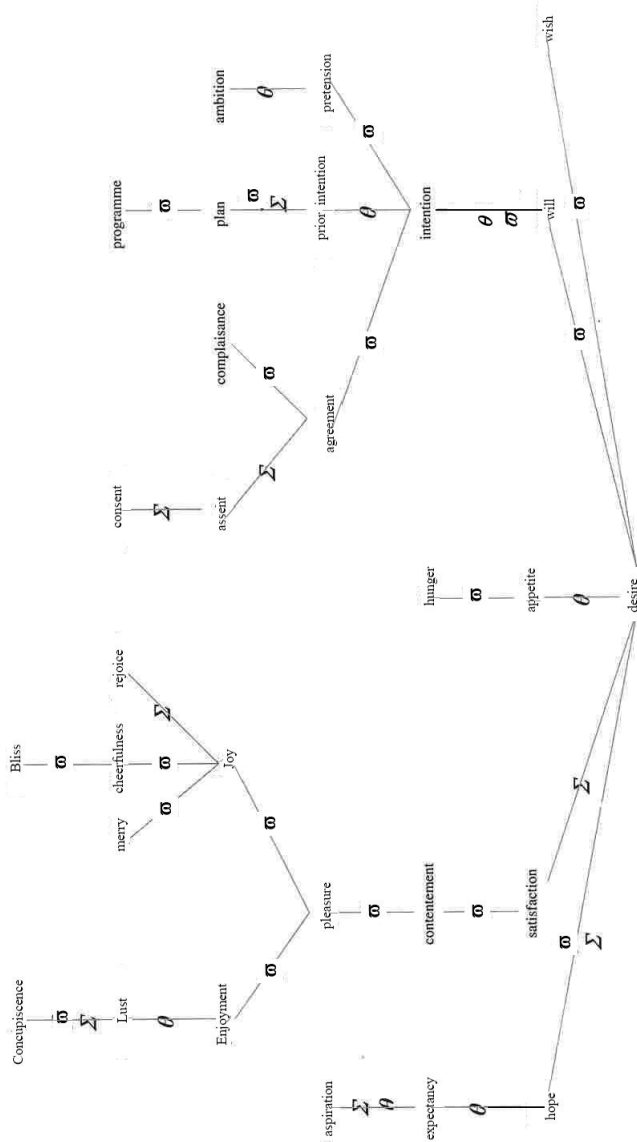 Concupiscence Bliss
ϖ ϖ
Σ
Lust merry cheerfulness rejoice consent programme
θ ϖ ϖ Σ Σ ϖ
Enjoyment Joy assent complaisance plan ambition
ϖ ϖ Σ ϖ ϖ Σ θ
aspiration pleasure agreement prior intention pretension
Σ θ ϖ ϖ θ ϖ
expectancy contentement hunger intention
θ ϖ ϖ θ ϖ
hope satisfaction appetite will wish
ϖ Σ Σ θ ϖ ϖ
desire